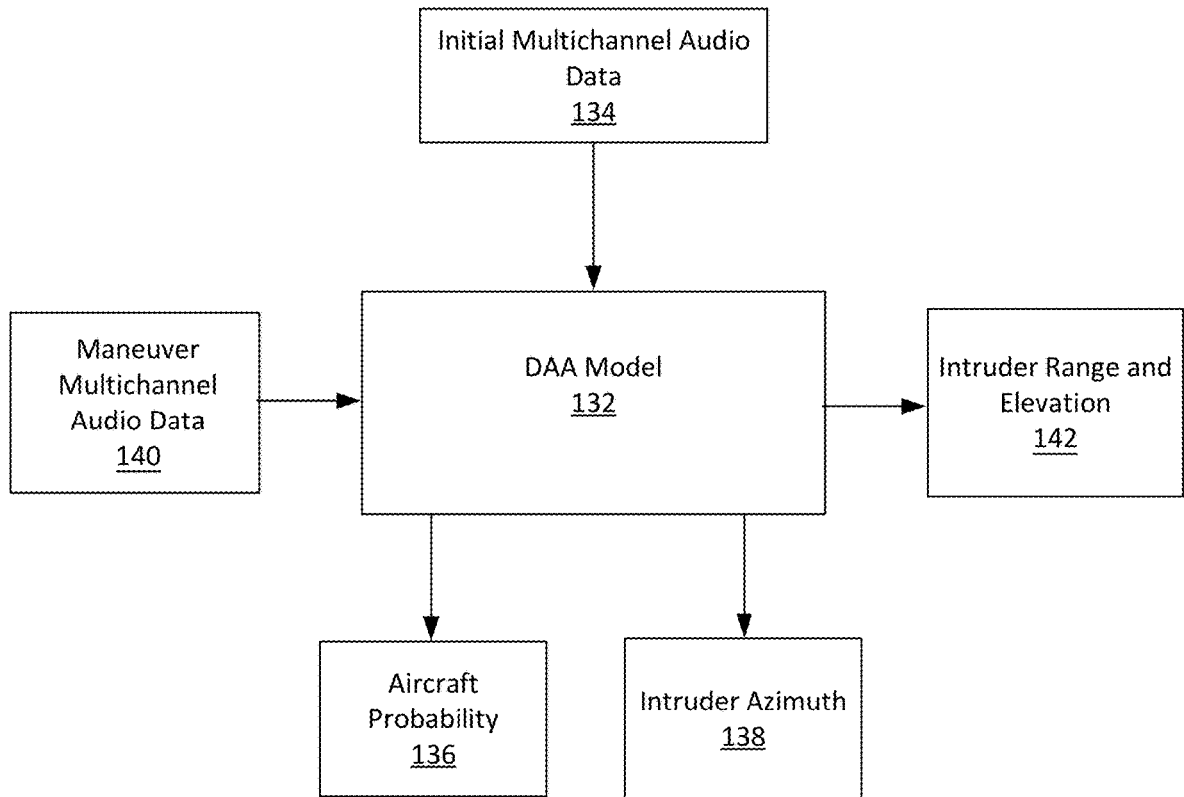 Initial Multichannel Audio
Data
134
Maneuver
Multichannel
Audio Data
140
DAA Model
132
Intruder Range and
Elevation
142
Aircraft
Probability
136
Intruder Azimuth
138